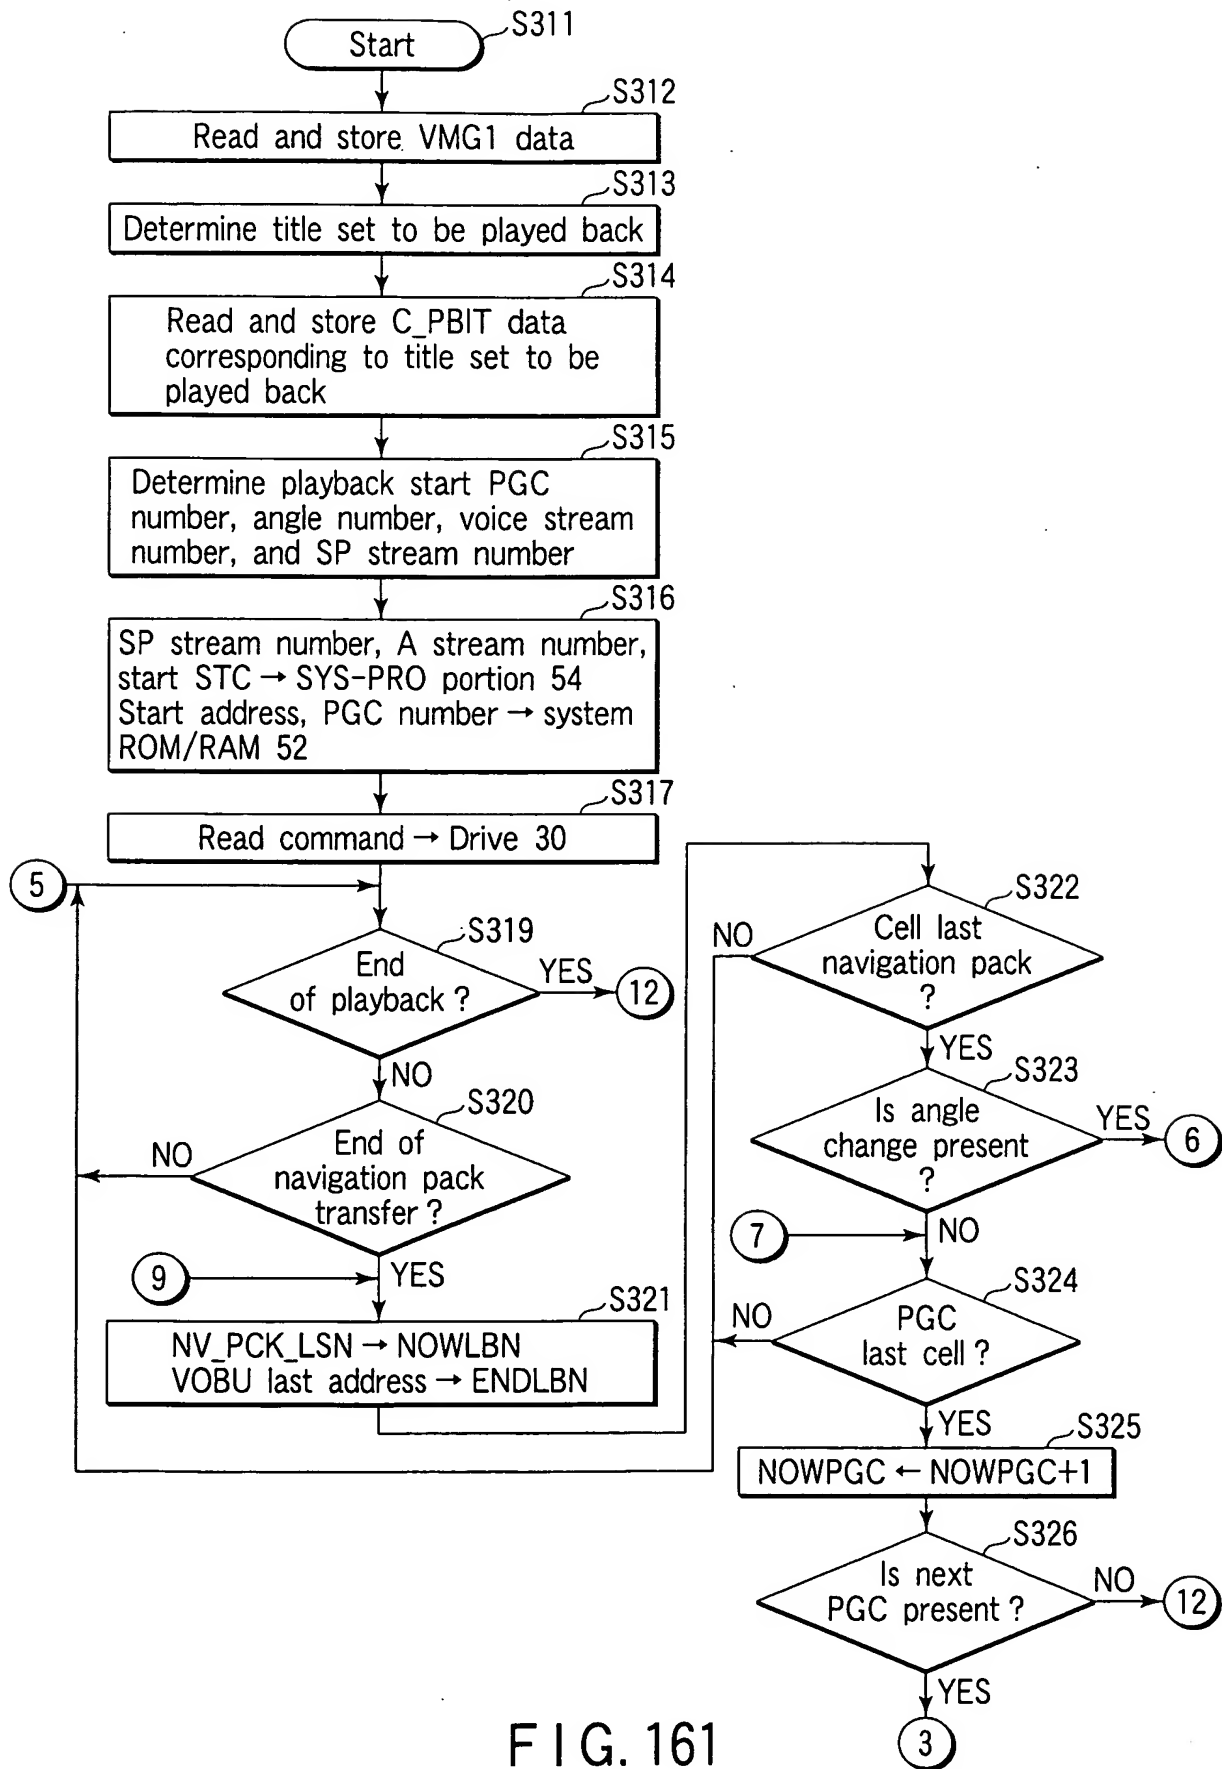 S311
Start
S312
Read and store VMG1 data
S313
Determine title set to be played back
S314
Read and store C_PBIT data
corresponding to title set to be
played back
S315
Determine playback start PGC
number, angle number, voice stream
number, and SP stream number
S316
SP stream number, A stream number,
start STC → SYS-PRO portion 54
Start address, PGC number → system
ROM/RAM 52
S317
Read command → Drive 30
5
S319
End
of playback ?
YES
12
NO
S320
End of
navigation pack
transfer ?
NO
YES
9
S321
NV_PCK_LSN → NOWLBN
VOBU last address → ENDLBN
S322
Cell last
navigation pack
?
NO
YES
S323
Is angle
change present
?
YES
6
7
NO
S324
PGC
last cell ?
NO
YES
S325
NOWPGC ← NOWPGC+1
S326
Is next
PGC present ?
NO
12
YES
3
FIG. 161